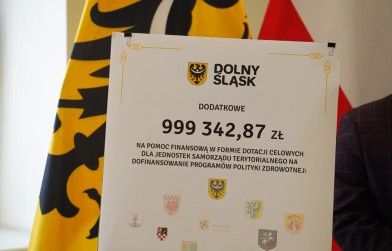 DOLNY
ŚLĄSK
DODATKOWE
999 342,87 ZŁ
NA POMOC FINANSOWĄ W FORMIE DOTACJI CELOWYCH
DLA JEDNOSTEK SAMORZĄDU TERYTORIALNEGO NA
DOFINANSOWANIE PROGRAMÓW POLITYKI ZDROWOTNEJ: